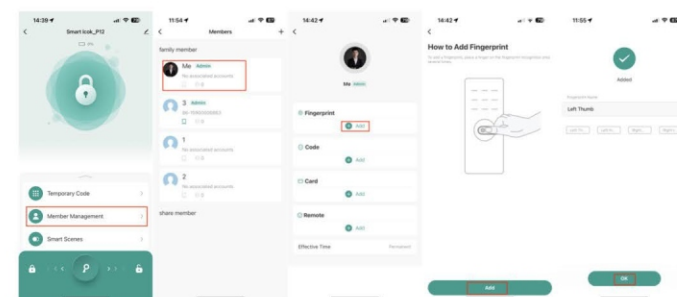 14:39
Smart lcok_P12
Temporary Code
Member Management
Smart Scenes
11:54
Members
family member
Me Admin
No associated accounts
3 Admin
1
No associated accounts
2
No associated accounts
share member
14:42
Me
Fingerprint
Add
Code
Add
Card
Add
Remote
Add
Effective Time
Permanent
14:42
How to Add Fingerprint
Add
11:55
Added
Fingerprint Name
Left Thumb
OK